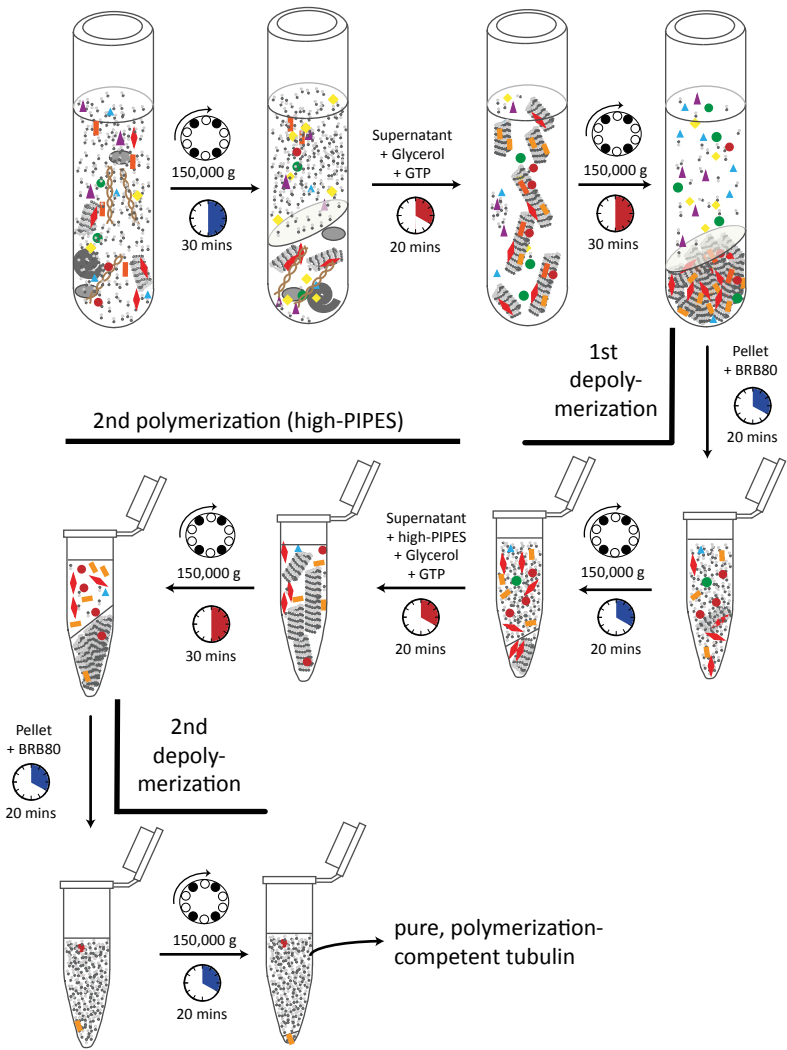 150,000 g
30 mins
Supernatant
+ Glycerol
+ GTP
20 mins
150,000 g
30 mins
1st
depoly-
merization
Pellet
+ BRB80
20 mins
2nd polymerization (high-PIPES)
150,000 g
30 mins
Supernatant
+ high-PIPES
+ Glycerol
+ GTP
20 mins
150,000 g
20 mins
Pellet
+ BRB80
20 mins
2nd
depoly-
merization
150,000 g
20 mins
pure, polymerization-
competent tubulin